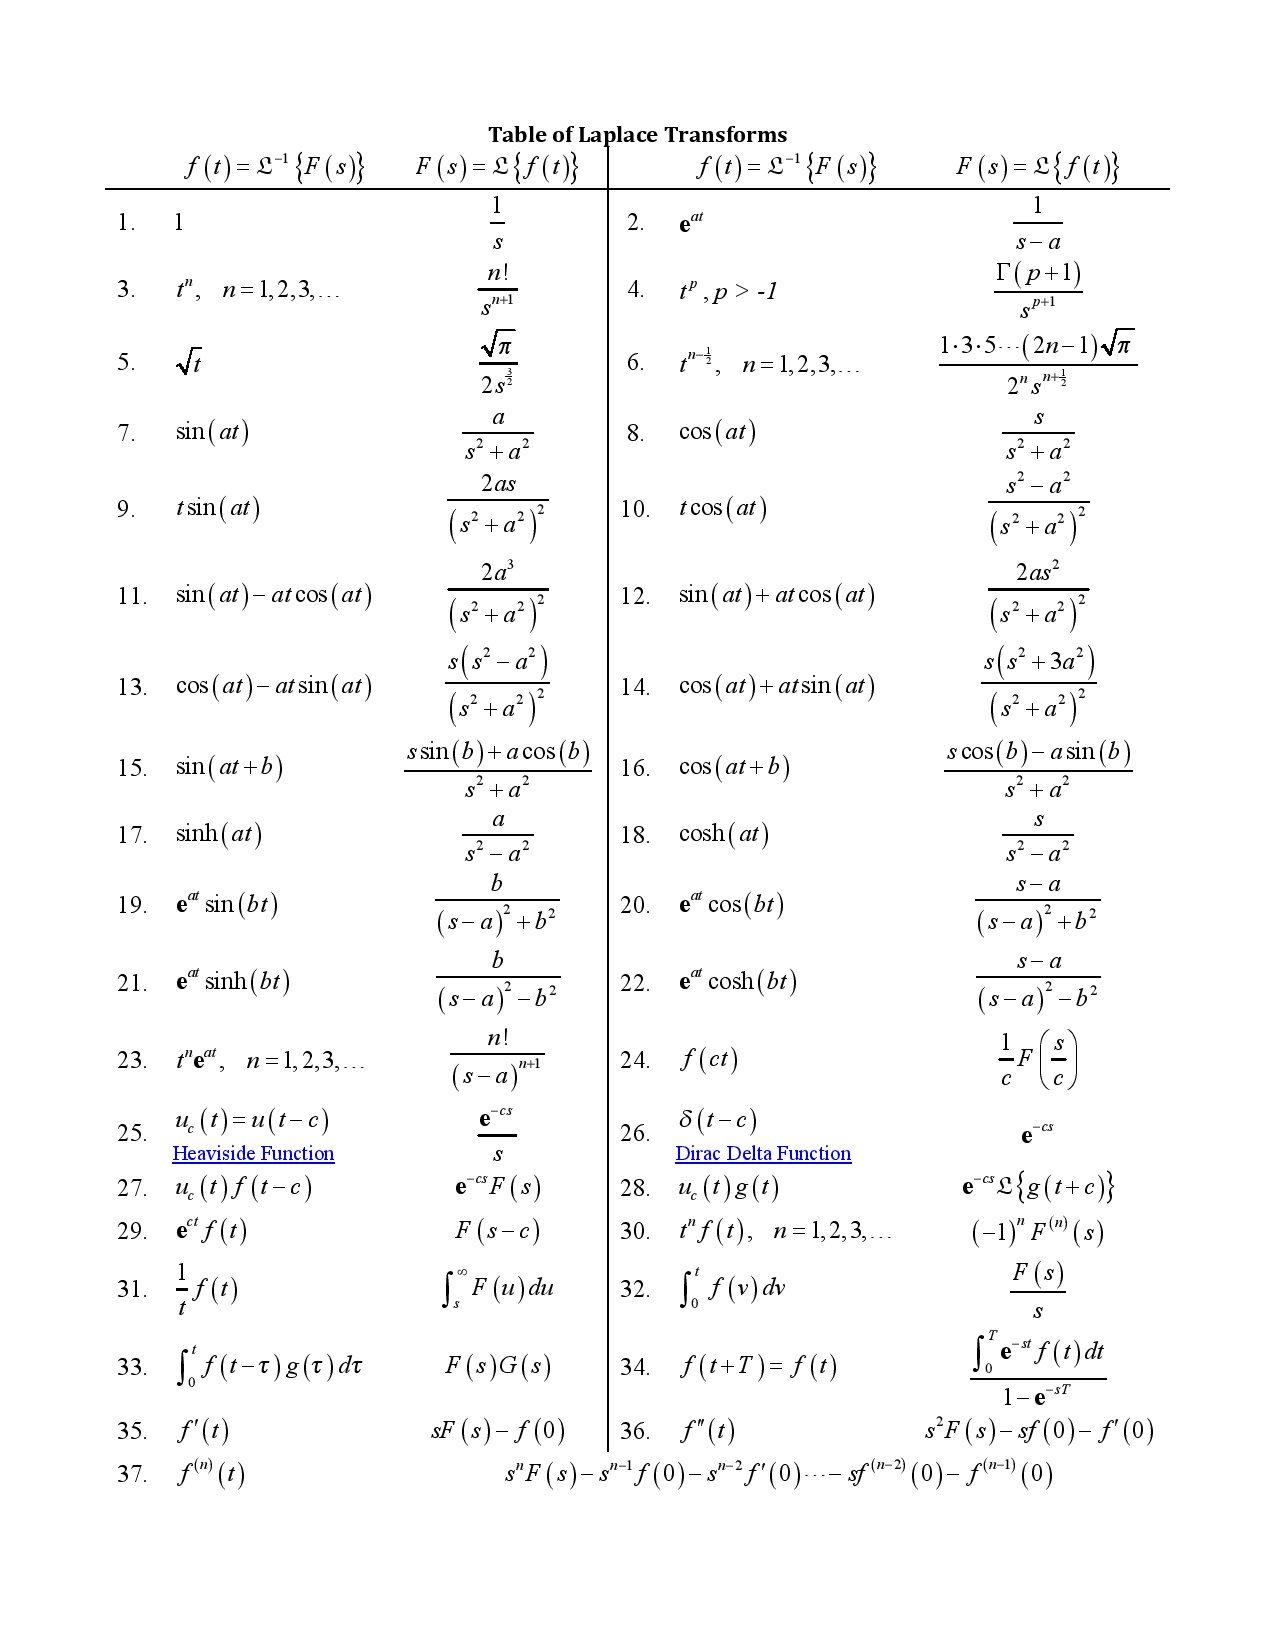 Table of Laplace Transforms
f(t) = 𝔏⁻¹{F(s)}   F(s) = 𝔏{f(t)}   f(t) = 𝔏⁻¹{F(s)}   F(s) = 𝔏{f(t)}
1. 1   1/s   2. e^(at)   1/(s−a)
3. tⁿ, n=1,2,3,…   n!/s^(n+1)   4. t^p, p > -1   Γ(p+1)/s^(p+1)
5. √t   √π/(2s^(3/2))   6. t^(n−1/2), n=1,2,3,…   1·3·5⋯(2n−1)√π/(2ⁿs^(n+1/2))
7. sin(at)   a/(s²+a²)   8. cos(at)   s/(s²+a²)
9. t sin(at)   2as/(s²+a²)²   10. t cos(at)   (s²−a²)/(s²+a²)²
11. sin(at)−at cos(at)   2a³/(s²+a²)²   12. sin(at)+at cos(at)   2as²/(s²+a²)²
13. cos(at)−at sin(at)   s(s²−a²)/(s²+a²)²   14. cos(at)+at sin(at)   s(s²+3a²)/(s²+a²)²
15. sin(at+b)   (s sin(b)+a cos(b))/(s²+a²)   16. cos(at+b)   (s cos(b)−a sin(b))/(s²+a²)
17. sinh(at)   a/(s²−a²)   18. cosh(at)   s/(s²−a²)
19. e^(at) sin(bt)   b/((s−a)²+b²)   20. e^(at) cos(bt)   (s−a)/((s−a)²+b²)
21. e^(at) sinh(bt)   b/((s−a)²−b²)   22. e^(at) cosh(bt)   (s−a)/((s−a)²−b²)
23. tⁿe^(at), n=1,2,3,…   n!/(s−a)^(n+1)   24. f(ct)   (1/c)F(s/c)
25. u_c(t)=u(t−c)   e^(−cs)/s   26. δ(t−c)   e^(−cs)
Heaviside Function   Dirac Delta Function
27. u_c(t)f(t−c)   e^(−cs)F(s)   28. u_c(t)g(t)   e^(−cs)𝔏{g(t+c)}
29. e^(ct)f(t)   F(s−c)   30. tⁿf(t), n=1,2,3,…   (−1)ⁿF^(n)(s)
31. (1/t)f(t)   ∫_s^∞ F(u)du   32. ∫_0^t f(v)dv   F(s)/s
33. ∫_0^t f(t−τ)g(τ)dτ   F(s)G(s)   34. f(t+T)=f(t)   ∫_0^T e^(−st)f(t)dt/(1−e^(−sT))
35. f′(t)   sF(s)−f(0)   36. f″(t)   s²F(s)−sf(0)−f′(0)
37. f^(n)(t)   sⁿF(s)−s^(n−1)f(0)−s^(n−2)f′(0)⋯−sf^(n−2)(0)−f^(n−1)(0)